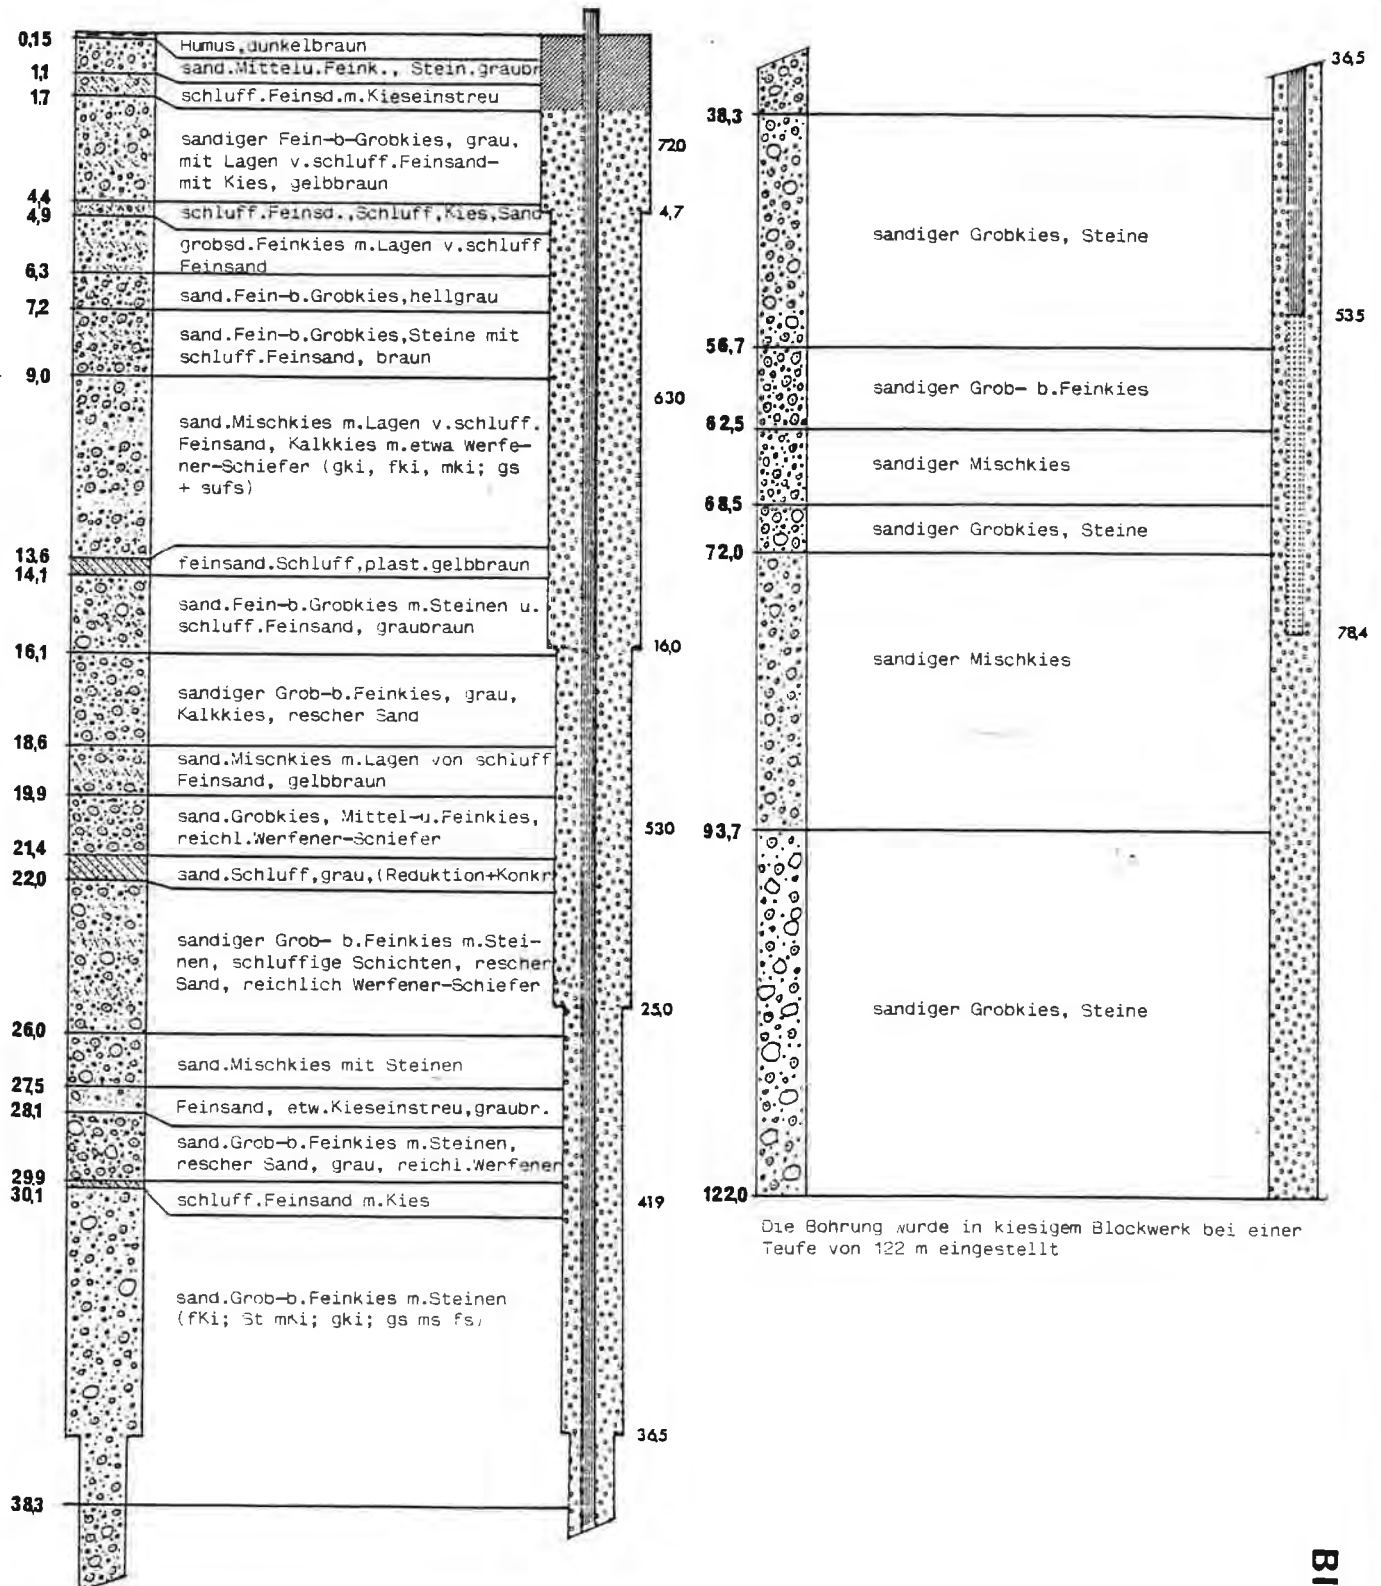 0,15
Humus,dunkelbraun
sand.Mittelu.Feink., Stein.graubr
1,1
schluff.Feinsd.m.Kieseinstreu
1,7
sandiger Fein-b-Grobkies, grau,
mit Lagen v.schluff.Feinsand-
mit Kies, gelbbraun
720
4,4
schluff.Feinsd.,Schluff,Kies,Sand
4,7
4,9
grobsd.Feinkies m.Lagen v.schluff
Feinsand
6,3
sand.Fein-b.Grobkies,hellgrau
7,2
sand.Fein-b.Grobkies,Steine mit
schluff.Feinsand, braun
9,0
630
sand.Mischkies m.Lagen v.schluff.
Feinsand, Kalkkies m.etwa Werfe-
ner-Schiefer (gki, fki, mki; gs
+ sufs)
13,6
feinsand.Schluff,plast.gelbbraun
14,1
sand.Fein-b.Grobkies m.Steinen u.
schluff.Feinsand, graubraun
16,0
16,1
sandiger Grob-b.Feinkies, grau,
Kalkkies, rescher Sand
18,6
sand.Mischkies m.Lagen von schluff
Feinsand, gelbbraun
19,9
sand.Grobkies, Mittel-u.Feinkies,
reichl.Werfener-Schiefer
530
21,4
sand.Schluff,grau,(Reduktion+Konkr
22,0
sandiger Grob- b.Feinkies m.Stei-
nen, schluffige Schichten, rescher
Sand, reichlich Werfener-Schiefer
25,0
26,0
sand.Mischkies mit Steinen
27,5
Feinsand, etw.Kieseinstreu,graubr.
28,1
sand.Grob-b.Feinkies m.Steinen,
rescher Sand, grau, reichl.Werfener
29,9
30,1
schluff.Feinsand m.Kies
419
sand.Grob-b.Feinkies m.Steinen
(fKi; St mKi; gki; gs ms fs)
36,5
38,3
36,5
38,3
sandiger Grobkies, Steine
53,5
56,7
sandiger Grob- b.Feinkies
62,5
sandiger Mischkies
68,5
sandiger Grobkies, Steine
72,0
78,4
sandiger Mischkies
93,7
sandiger Grobkies, Steine
122,0
Die Bohrung wurde in kiesigem Blockwerk bei einer
Teufe von 122 m eingestellt
Bl